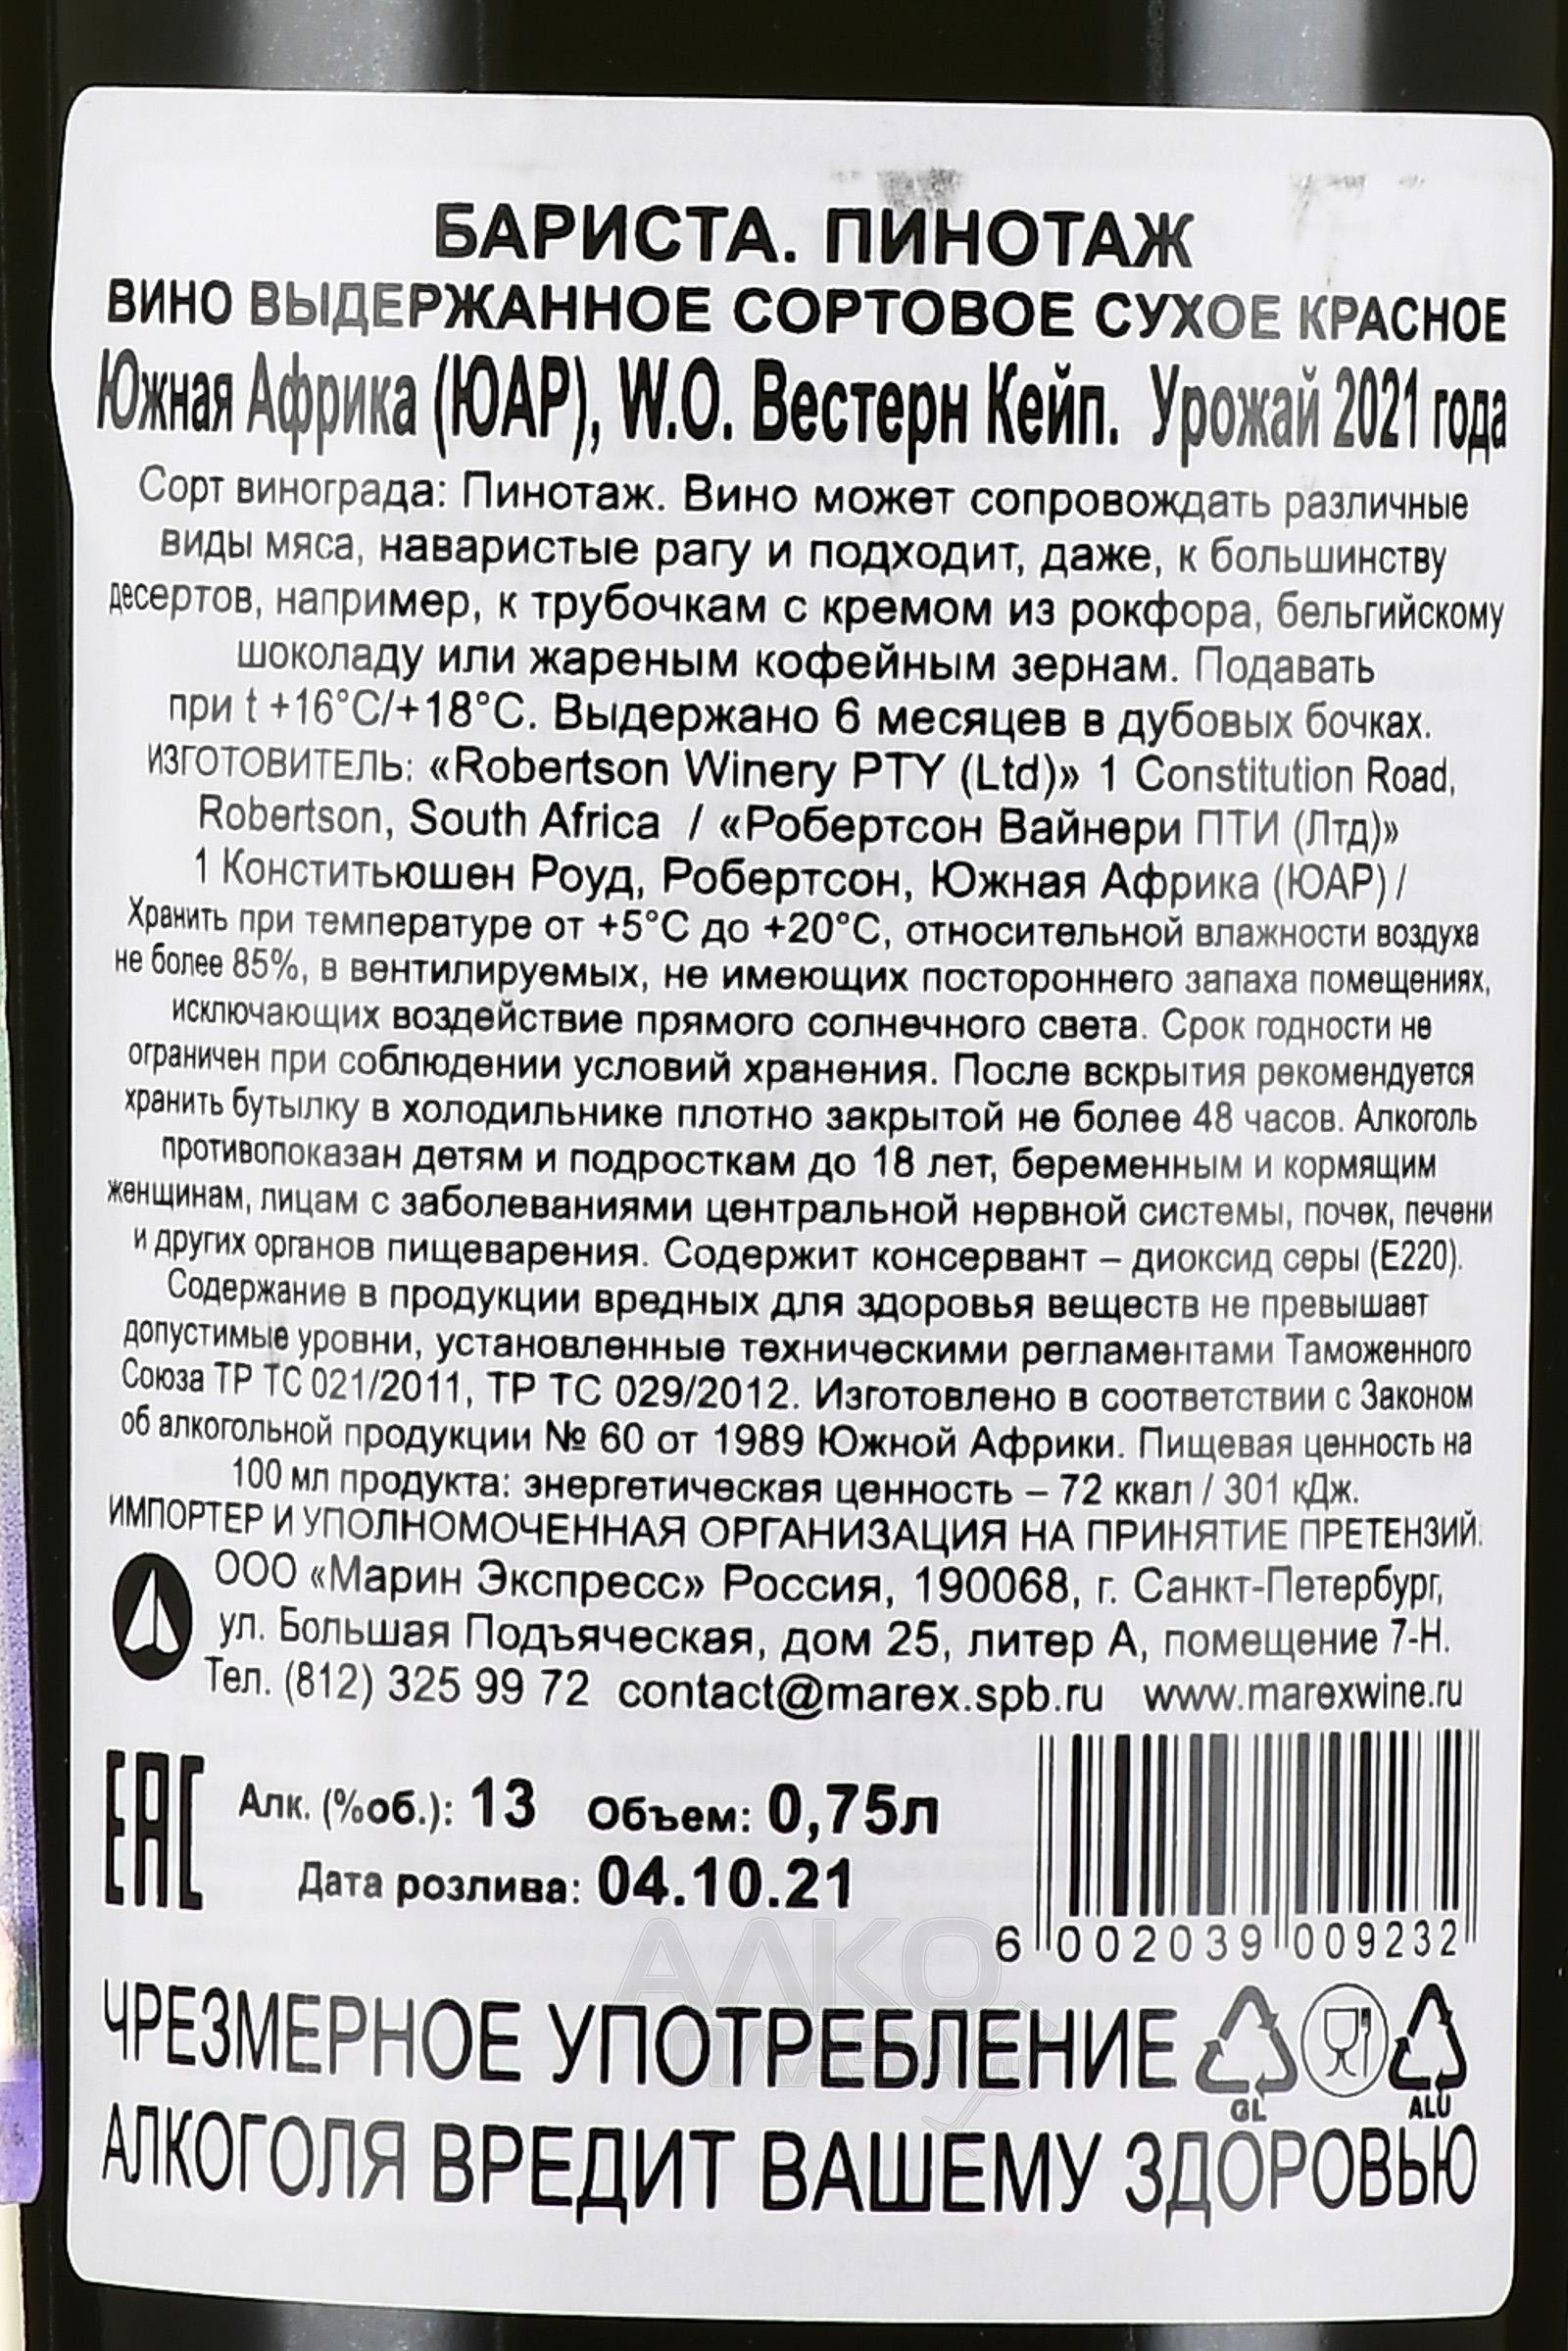 БАРИСТА. ПИНОТАЖ
ВИНО ВЫДЕРЖАННОЕ СОРТОВОЕ СУХОЕ КРАСНОЕ
Южная Африка (ЮАР), W.O. Вестерн Кейп. Урожай 2021 года
Сорт винограда: Пинотаж. Вино может сопровождать различные
виды мяса, наваристые рагу и подходит, даже, к большинству
десертов, например, к трубочкам с кремом из рокфора, бельгийскому
шоколаду или жареным кофейным зернам. Подавать
при t +16°C/+18°C. Выдержано 6 месяцев в дубовых бочках.
ИЗГОТОВИТЕЛЬ: «Robertson Winery PTY (Ltd)» 1 Constitution Road,
Robertson, South Africa / «Робертсон Вайнери ПТИ (Лтд)»
1 Конститьюшен Роуд, Робертсон, Южная Африка (ЮАР) /
Хранить при температуре от +5°С до +20°С, относительной влажности воздуха
не более 85%, в вентилируемых, не имеющих постороннего запаха помещениях,
исключающих воздействие прямого солнечного света. Срок годности не
ограничен при соблюдении условий хранения. После вскрытия рекомендуется
хранить бутылку в холодильнике плотно закрытой не более 48 часов. Алкоголь
противопоказан детям и подросткам до 18 лет, беременным и кормящим
женщинам, лицам с заболеваниями центральной нервной системы, почек, печени
и других органов пищеварения. Содержит консервант – диоксид серы (Е220).
Содержание в продукции вредных для здоровья веществ не превышает
допустимые уровни, установленные техническими регламентами Таможенного
Союза ТР ТС 021/2011, ТР ТС 029/2012. Изготовлено в соответствии с Законом
об алкогольной продукции № 60 от 1989 Южной Африки. Пищевая ценность на
100 мл продукта: энергетическая ценность – 72 ккал / 301 кДж.
ИМПОРТЕР И УПОЛНОМОЧЕННАЯ ОРГАНИЗАЦИЯ НА ПРИНЯТИЕ ПРЕТЕНЗИЙ:
ООО «Марин Экспресс» Россия, 190068, г. Санкт-Петербург,
ул. Большая Подъяческая, дом 25, литер А, помещение 7-Н.
Тел. (812) 325 99 72 contact@marex.spb.ru www.marexwine.ru
ЕАС
Алк. (%об.): 13 Объем: 0,75л
Дата розлива: 04.10.21
6 002039 009232
АЛКО
ПЛАЗА
ЧРЕЗМЕРНОЕ УПОТРЕБЛЕНИЕ
GL ALU
АЛКОГОЛЯ ВРЕДИТ ВАШЕМУ ЗДОРОВЬЮ